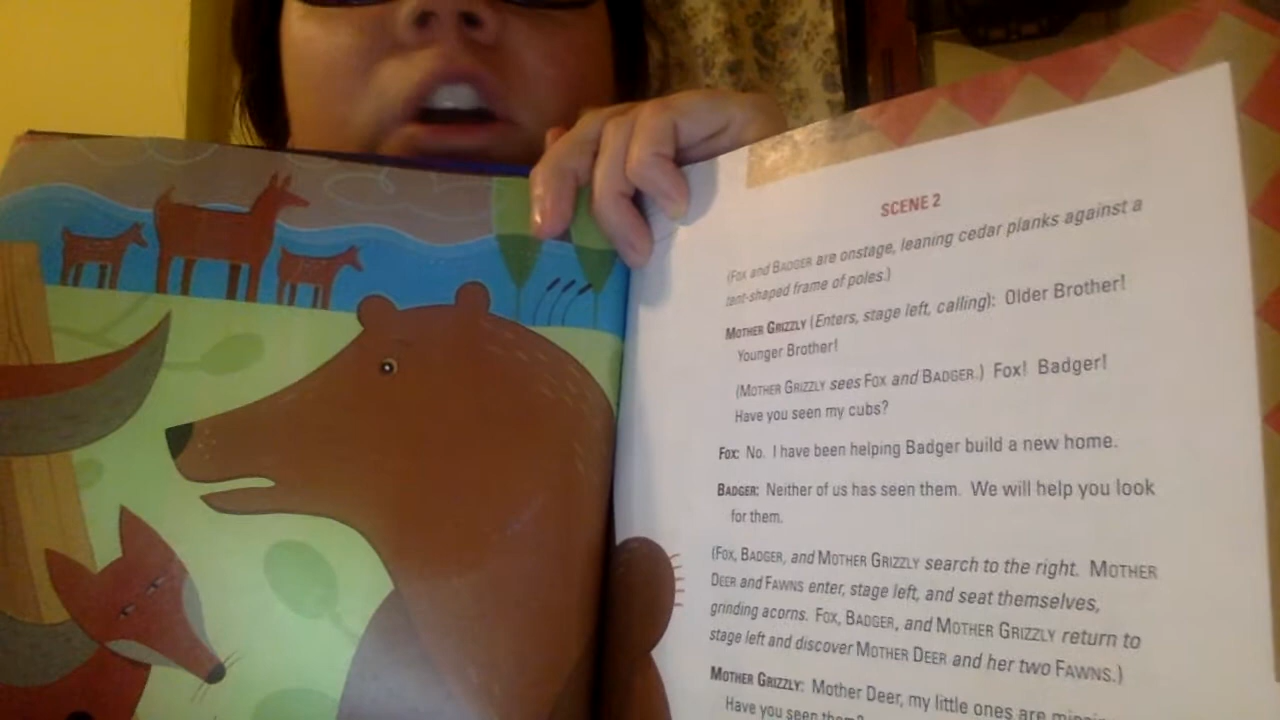 SCENE 2
(FOX and BADGER are onstage, leaning cedar planks against a
tent-shaped frame of poles.)
MOTHER GRIZZLY (Enters, stage left, calling): Older Brother!
Younger Brother!
(MOTHER GRIZZLY sees FOX and BADGER.) Fox! Badger!
Have you seen my cubs?
FOX: No. I have been helping Badger build a new home.
BADGER: Neither of us has seen them. We will help you look
for them.
(FOX, BADGER, and MOTHER GRIZZLY search to the right. MOTHER
DEER and FAWNS enter, stage left, and seat themselves,
grinding acorns. FOX, BADGER, and MOTHER GRIZZLY return to
stage left and discover MOTHER DEER and her two FAWNS.)
MOTHER GRIZZLY: Mother Deer, my little ones are
Have you seen them?